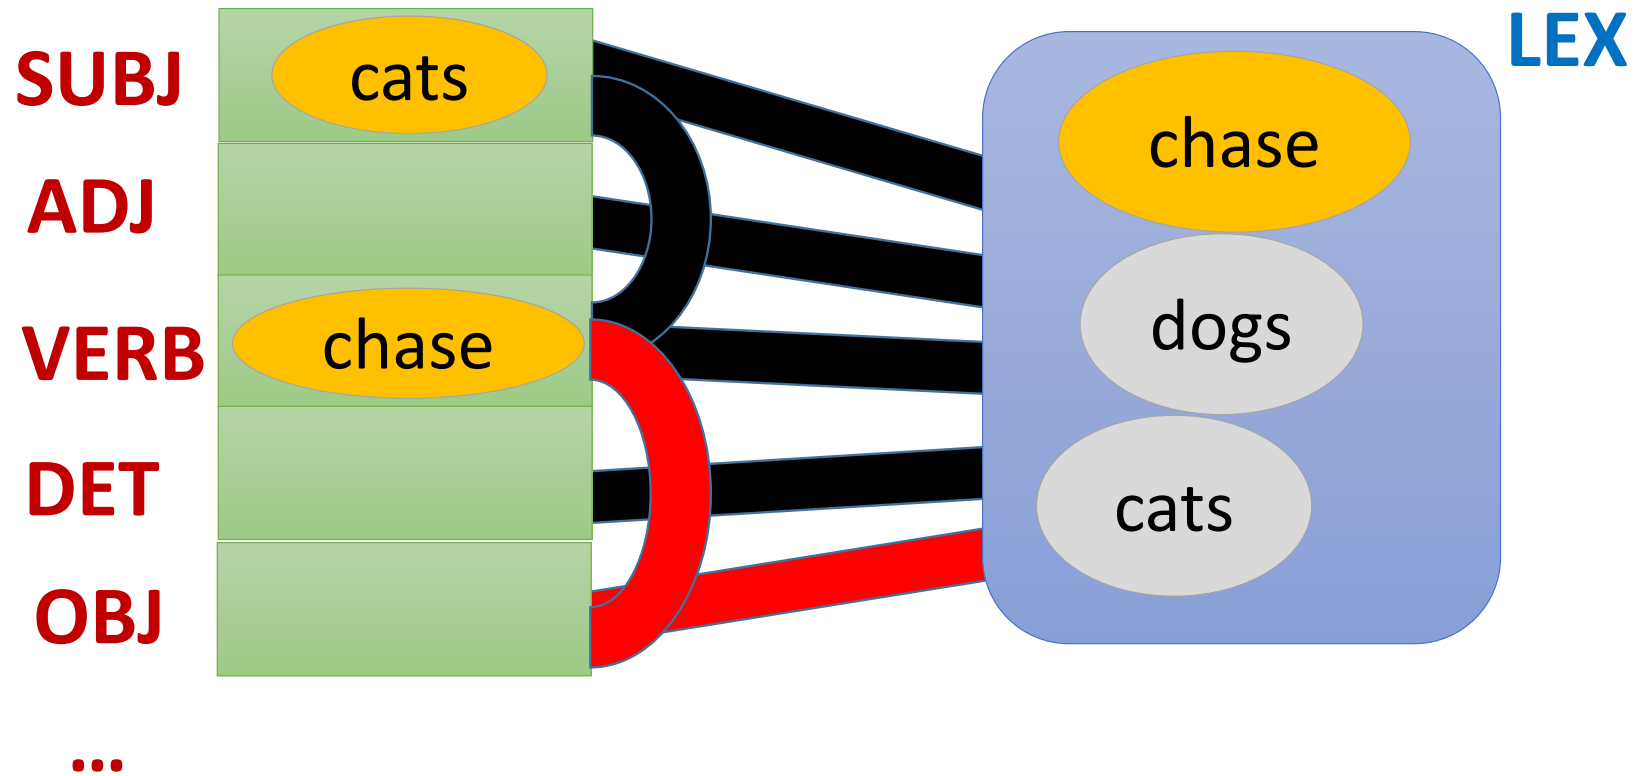 SUBJ
cats
LEX
chase
ADJ
VERB
chase
dogs
DET
cats
OBJ
...